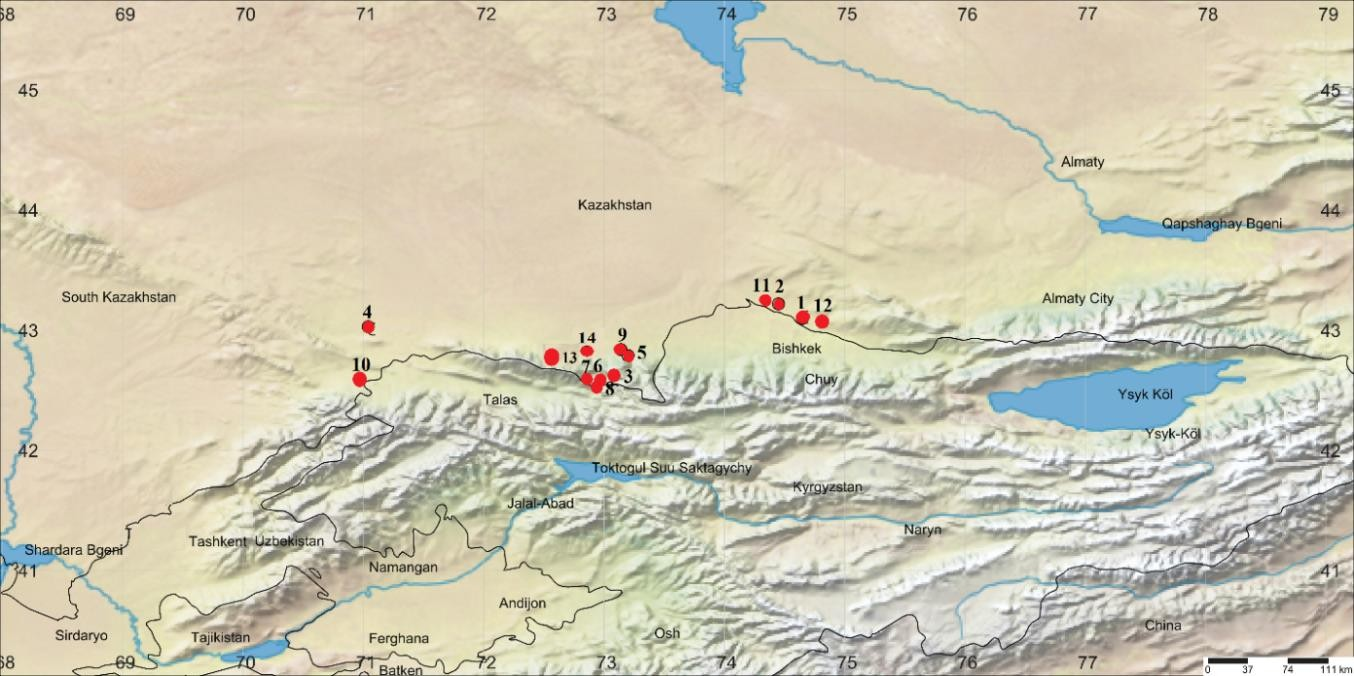 68 69 70 71 72 73 74 75 76 77 78 79
45 45
Almaty
44 Kazakhstan 44
Qapshaghay Bgeni
South Kazakhstan
Almaty City
11 2
1 12
4
43 43
9
14
13
5
Bishkek
10
7 6
3
8
Chuy
Talas
Ysyk Köl
Ysyk-Köl
42 42
Toktogul Suu Saktagychy
Kyrgyzstan
Jalal-Abad
Naryn
Tashkent Uzbekistan
Shardara Bgeni
Namangan
41 41
Andijon
Sirdaryo
Tajikistan
Ferghana
Osh
China
68 69 70 71 72 73 74 75 76 77
Batken
0 37 74 111 km